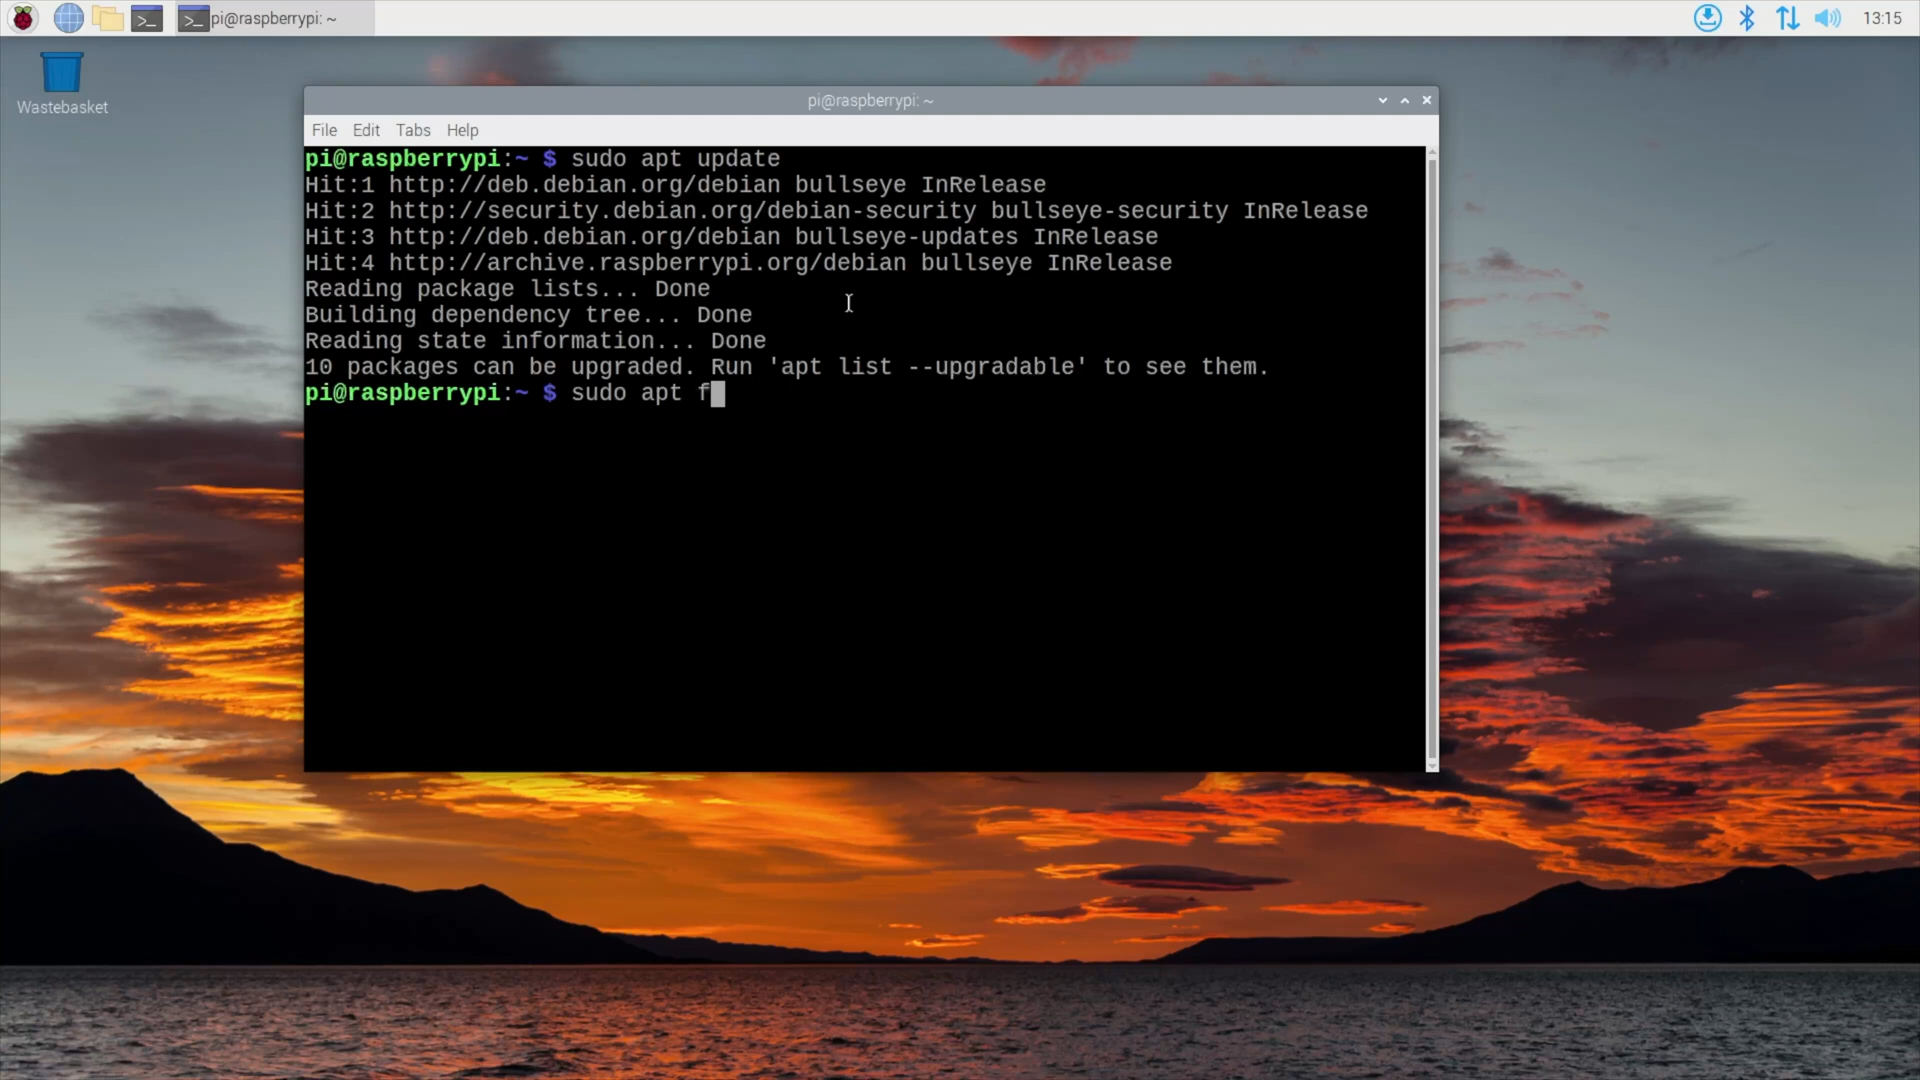 pi@raspberrypi: ~
13:15
Wastebasket
pi@raspberrypi: ~
File Edit Tabs Help
pi@raspberrypi:~ $ sudo apt update
Hit:1 http://deb.debian.org/debian bullseye InRelease
Hit:2 http://security.debian.org/debian-security bullseye-security InRelease
Hit:3 http://deb.debian.org/debian bullseye-updates InRelease
Hit:4 http://archive.raspberrypi.org/debian bullseye InRelease
Reading package lists... Done
Building dependency tree... Done
Reading state information... Done
10 packages can be upgraded. Run 'apt list --upgradable' to see them.
pi@raspberrypi:~ $ sudo apt f